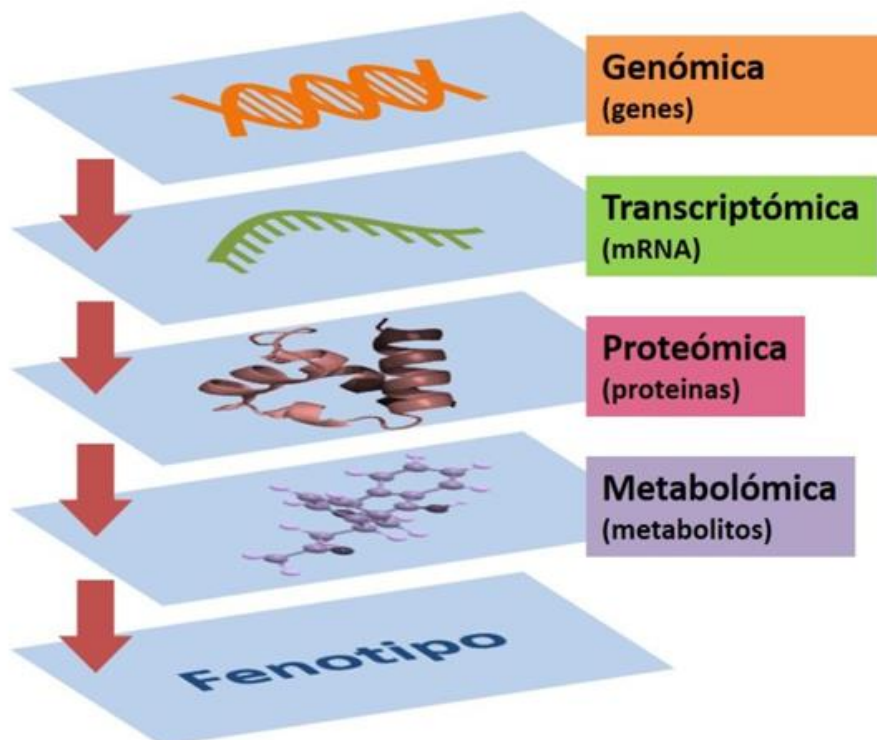 Genómica
(genes)
Transcriptómica
(mRNA)
Proteómica
(proteinas)
Metabolómica
(metabolitos)
Fenotipo